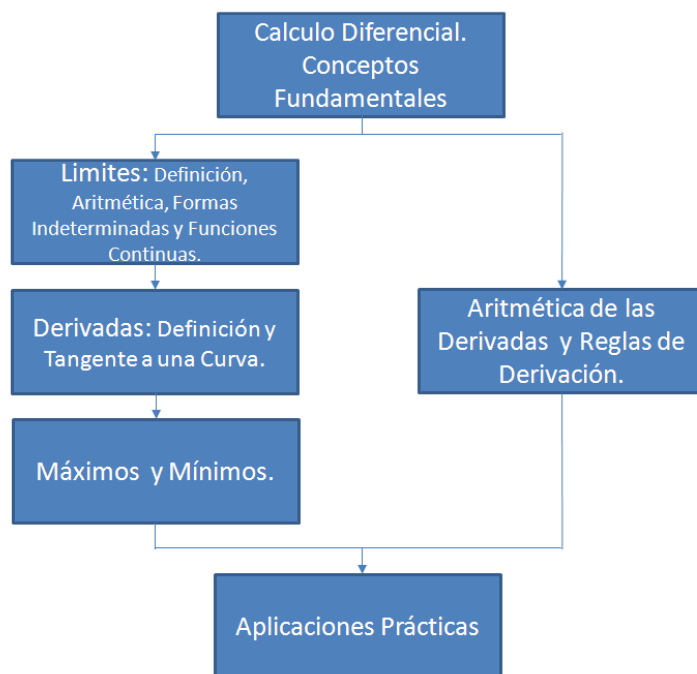 Calculo Diferencial.
Conceptos
Fundamentales
Limites: Definición,
Aritmética, Formas
Indeterminadas y Funciones
Continuas.
Derivadas: Definición y
Tangente a una Curva.
Máximos y Mínimos.
Aritmética de las
Derivadas y Reglas de
Derivación.
Aplicaciones Prácticas